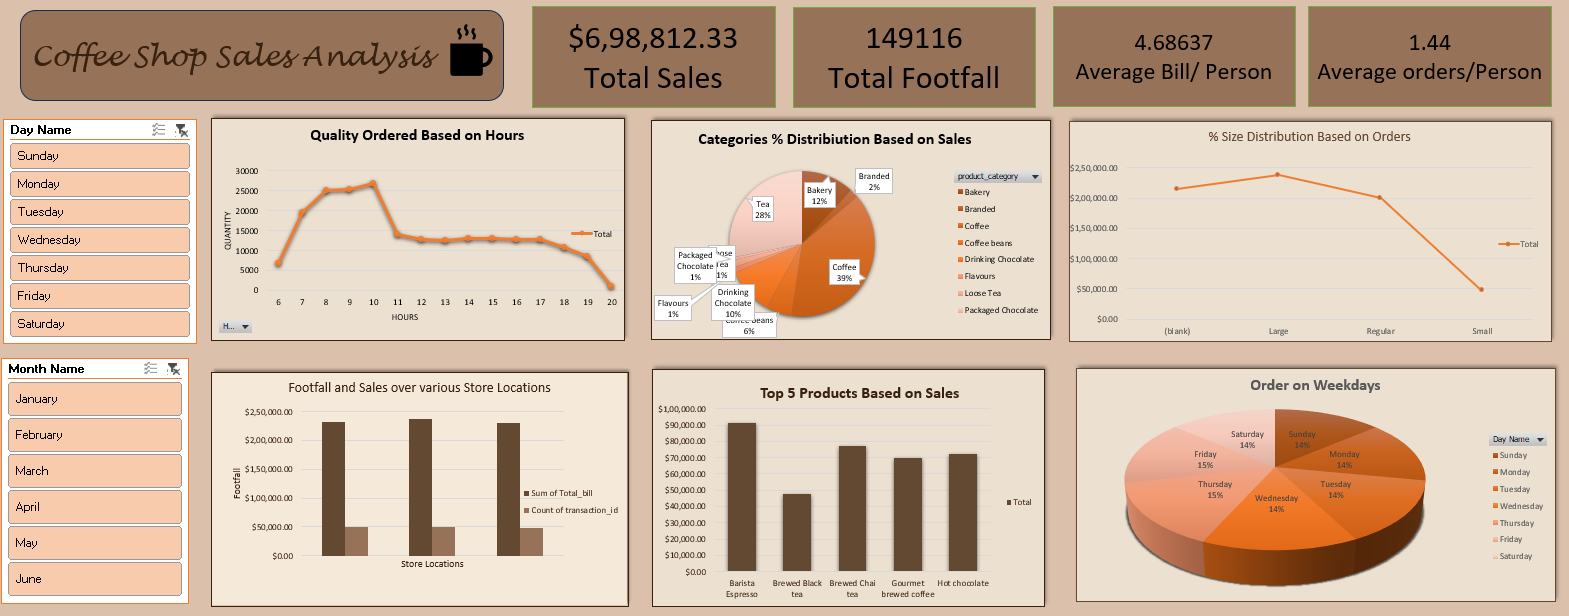 Coffee Shop Sales Analysis
$6,98,812.33
Total Sales
149116
Total Footfall
4.68637
Average Bill/ Person
1.44
Average orders/Person
Day Name
Sunday
Monday
Tuesday
Wednesday
Thursday
Friday
Saturday
Month Name
January
February
March
April
May
June
Quality Ordered Based on Hours
30000
25000
20000
15000
10000
5000
0
QUANTITY
6 7 8 9 10 11 12 13 14 15 16 17 18 19 20
HOURS
Total
H...
Categories % Distribiution Based on Sales
Bakery
12%
Branded
2%
Tea
28%
Coffee
39%
Packaged
Chocolate
1%
1%
Flavours
1%
Drinking
Chocolate
10%
6%
product_category
Bakery
Branded
Coffee
Coffee beans
Drinking Chocolate
Flavours
Loose Tea
Packaged Chocolate
% Size Distribution Based on Orders
$2,50,000.00
$2,00,000.00
$1,50,000.00
$1,00,000.00
$50,000.00
$0.00
(blank) Large Regular Small
Total
Footfall and Sales over various Store Locations
$2,50,000.00
$2,00,000.00
$1,50,000.00
$1,00,000.00
$50,000.00
$0.00
Footfall
Store Locations
Sum of Total_bill
Count of transaction_id
Top 5 Products Based on Sales
$1,00,000.00
$90,000.00
$80,000.00
$70,000.00
$60,000.00
$50,000.00
$40,000.00
$30,000.00
$20,000.00
$10,000.00
$0.00
Barista
Espresso
Brewed Black
tea
Brewed Chai
tea
Gourmet
brewed coffee
Hot chocolate
Total
Order on Weekdays
Sunday
14%
Monday
14%
Tuesday
14%
Wednesday
14%
Thursday
15%
Friday
15%
Saturday
14%
Day Name
Sunday
Monday
Tuesday
Wednesday
Thursday
Friday
Saturday